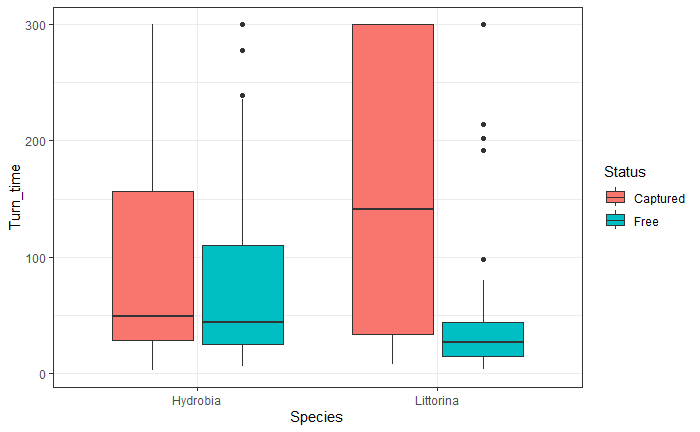 300
200
100
0
Turn_time
Hydrobia
Littorina
Species
Status
Captured
Free